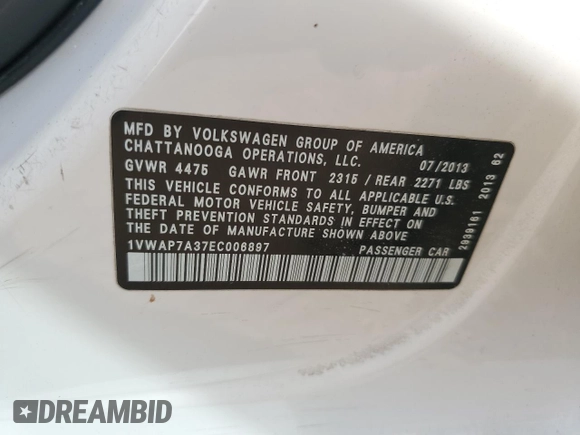 MFD BY VOLKSWAGEN GROUP OF AMERICA
CHATTANOOGA OPERATIONS, LLC. 07/2013
GVWR 4475 GAWR FRONT 2315 / REAR 2271 LBS
THIS VEHICLE CONFORMS TO ALL APPLICABLE U.S.
FEDERAL MOTOR VEHICLE SAFETY, BUMPER AND
THEFT PREVENTION STANDARDS IN EFFECT ON
THE DATE OF MANUFACTURE SHOWN ABOVE
1VWAP7A37EC006897 PASSENGER CAR
2939161 2013 62
DREAMBID